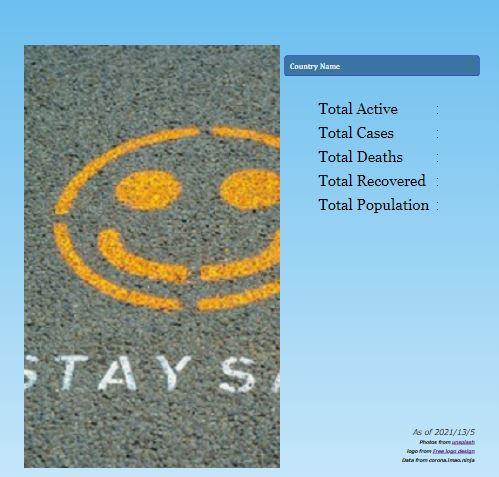 Country Name
Total Active :
Total Cases :
Total Deaths :
Total Recovered :
Total Population :
STAY SA
As of 2021/13/5
Photos from unsplash
logo from Free logo design
Data from corona.lmao.ninja